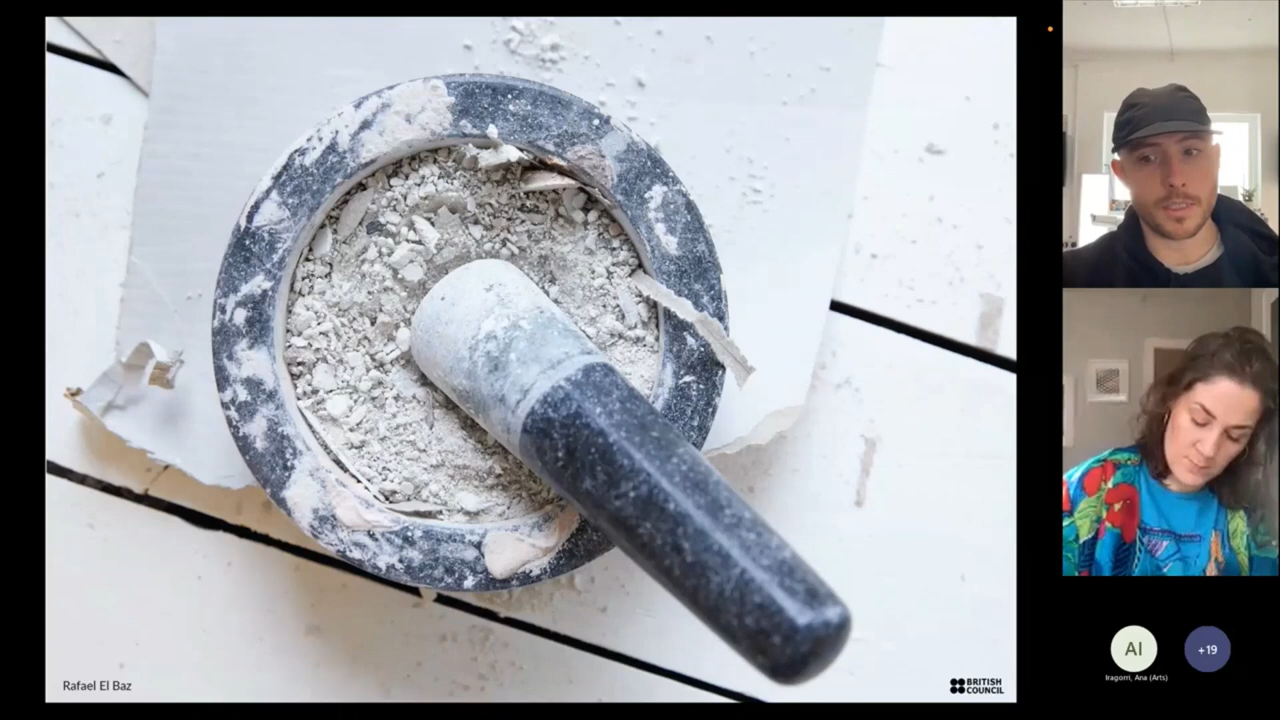 Rafael El Baz
BRITISH
COUNCIL
AI
+19
Iragorri, Ana (Arts)